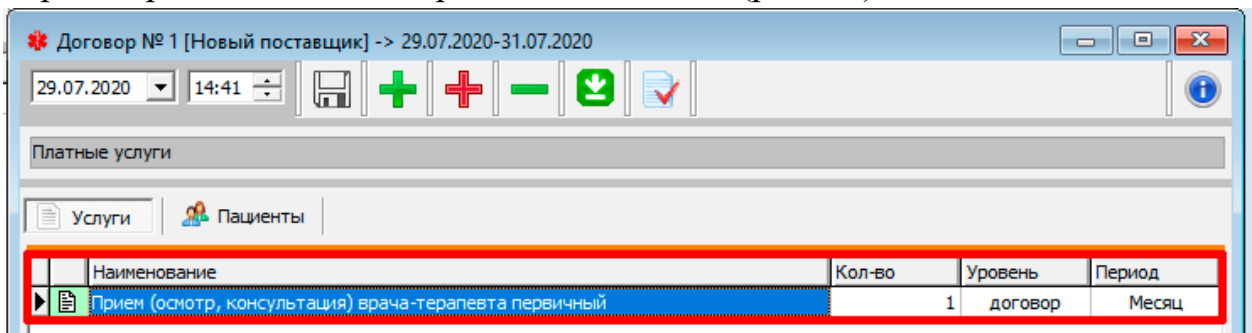 Договор № 1 [Новый поставщик] -> 29.07.2020-31.07.2020
29.07.2020 14:41
Платные услуги
Услуги Пациенты
Наименование Кол-во Уровень Период
Прием (осмотр, консультация) врача-терапевта первичный 1 договор Месяц